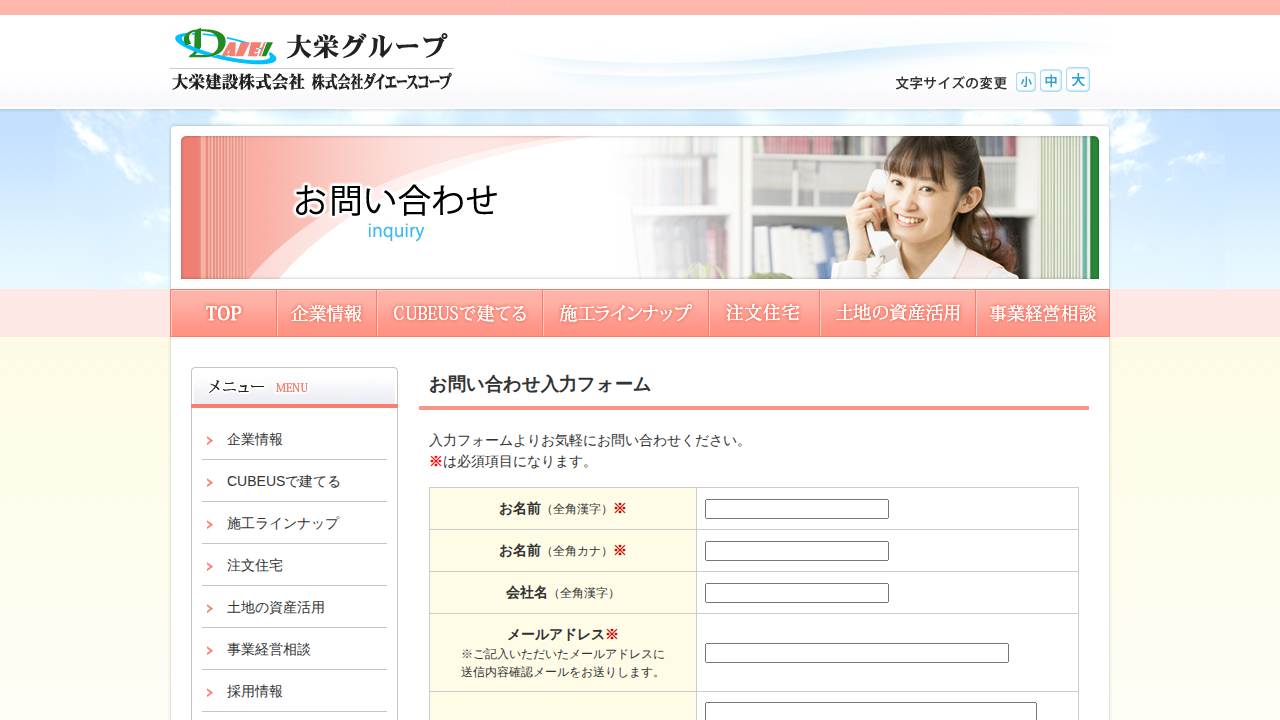 DAIEI 大栄グループ
大栄建設株式会社 株式会社ダイエースコープ
文字サイズの変更 小 中 大
お問い合わせ
inquiry
TOP 企業情報 CUBEUSで建てる 施工ラインナップ 注文住宅 土地の資産活用 事業経営相談
メニュー MENU
企業情報
CUBEUSで建てる
施工ラインナップ
注文住宅
土地の資産活用
事業経営相談
採用情報
お問い合わせ入力フォーム
入力フォームよりお気軽にお問い合わせください。
※は必須項目になります。
お名前（全角漢字）※
お名前（全角カナ）※
会社名（全角漢字）
メールアドレス※
※ご記入いただいたメールアドレスに
送信内容確認メールをお送りします。